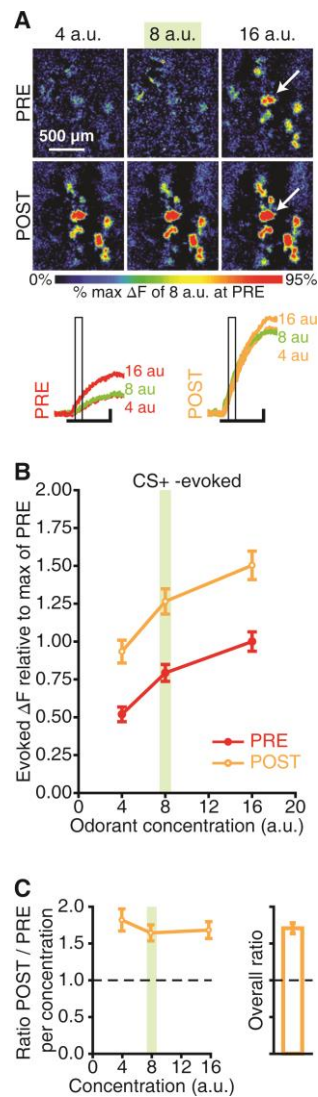 A
4 a.u. 8 a.u. 16 a.u.
PRE
500 µm
POST
0% 95%
% max ΔF of 8 a.u. at PRE
PRE
16 au
8 au
4 au
POST
16 au
8 au
4 au
B
CS+ -evoked
Evoked ΔF relative to max of PRE
2.00
1.75
1.50
1.25
1.0
0.75
0.50
0.25
0.00
PRE
POST
0 4 8 12 16 20
Odorant concentration (a.u.)
C
Ratio POST / PRE
per concentration
2.0
1.5
1.0
0.5
0.0
0 4 8 12 16
Concentration (a.u.)
Overall ratio